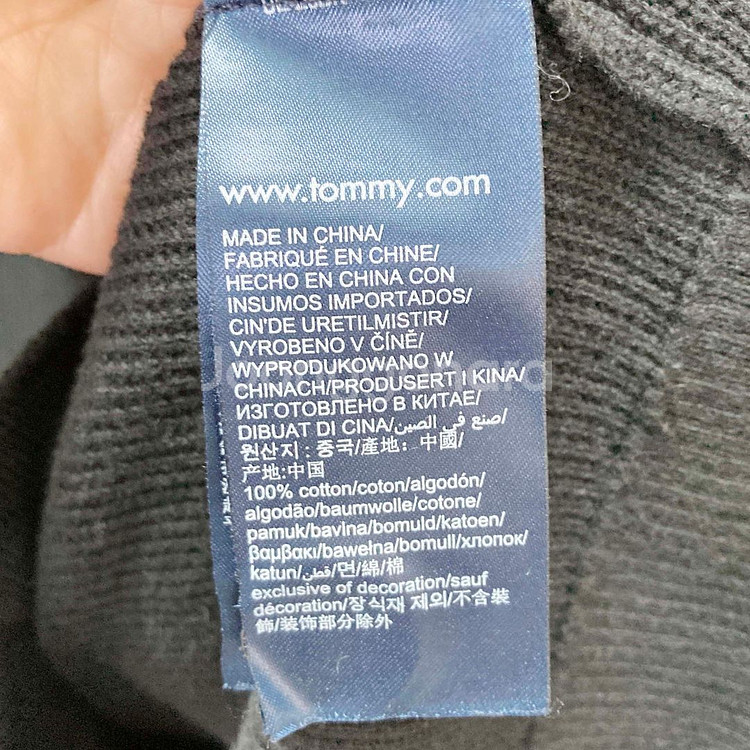 www.tommy.com
MADE IN CHINA/
FABRIQUÉ EN CHINE/
HECHO EN CHINA CON
INSUMOS IMPORTADOS/
CIN'DE URETILMISTIR/
VYROBENO V ČÍNĚ/
WYPRODUKOWANO W
CHINACH/PRODUSERT I KINA/
ИЗГОТОВЛЕНО В КИТАЕ/
DIBUAT DI CINA/صنع في الصين/
원산지 : 중국/產地：中國/
产地:中国
100% cotton/coton/algodón/
algodão/baumwolle/cotone/
pamuk/bavlna/bomuld/katoen/
βαμβακι/bawełna/bomull/хлопок/
katun/قطن/면/綿/棉
exclusive of decoration/sauf
décoration/장식재 제외/不含裝
飾/装饰部分除外